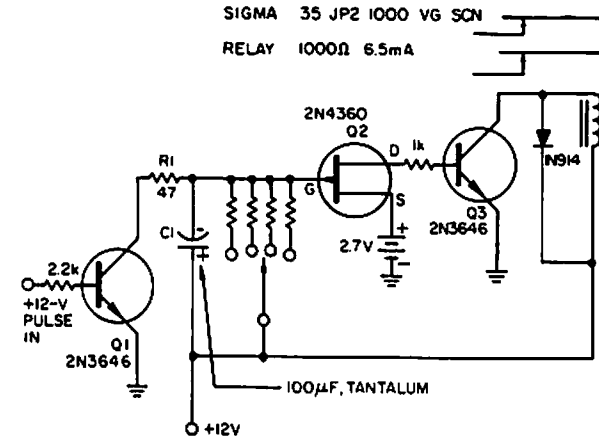 SIGMA 35 JP2 1000 VG SCN
RELAY 1000Ω 6.5mA
2N4360
Q2
R1
47
G
D
S
1k
Q3
2N3646
IN914
C1
-
+
+
2.7V
-
2.2k
+12-V
PULSE
IN
Q1
2N3646
100µF, TANTALUM
+12V